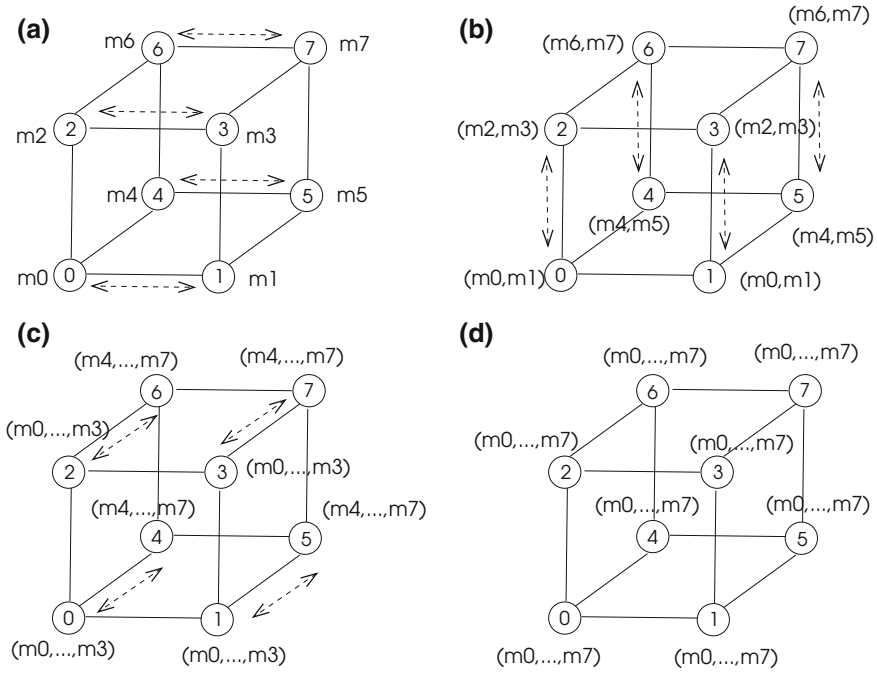 (a)
m6 6 7 m7
m2 2 3 m3
m4 4 5 m5
m0 0 1 m1
(b)
(m6,m7)
(m6,m7) 6 7
(m2,m3) 2 3 (m2,m3)
4 5
(m4,m5)
(m4,m5)
(m0,m1) 0 1 (m0,m1)
(c)
(m4,...,m7) (m4,...,m7)
6 7
(m0,...,m3)
2 3 (m0,...,m3)
(m4,...,m7) (m4,...,m7)
4 5
0 1
(m0,...,m3) (m0,...,m3)
(d)
(m0,...,m7) (m0,...,m7)
6 7
(m0,...,m7) (m0,...,m7)
2 3
(m0,...,m7) (m0,...,m7)
4 5
0 1
(m0,...,m7) (m0,...,m7)